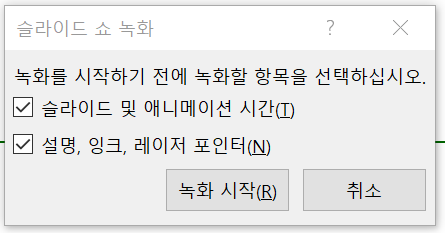 슬라이드 쇼 녹화
녹화를 시작하기 전에 녹화할 항목을 선택하십시오.
슬라이드 및 애니메이션 시간(T)
설명, 잉크, 레이저 포인터(N)
녹화 시작(R) 취소